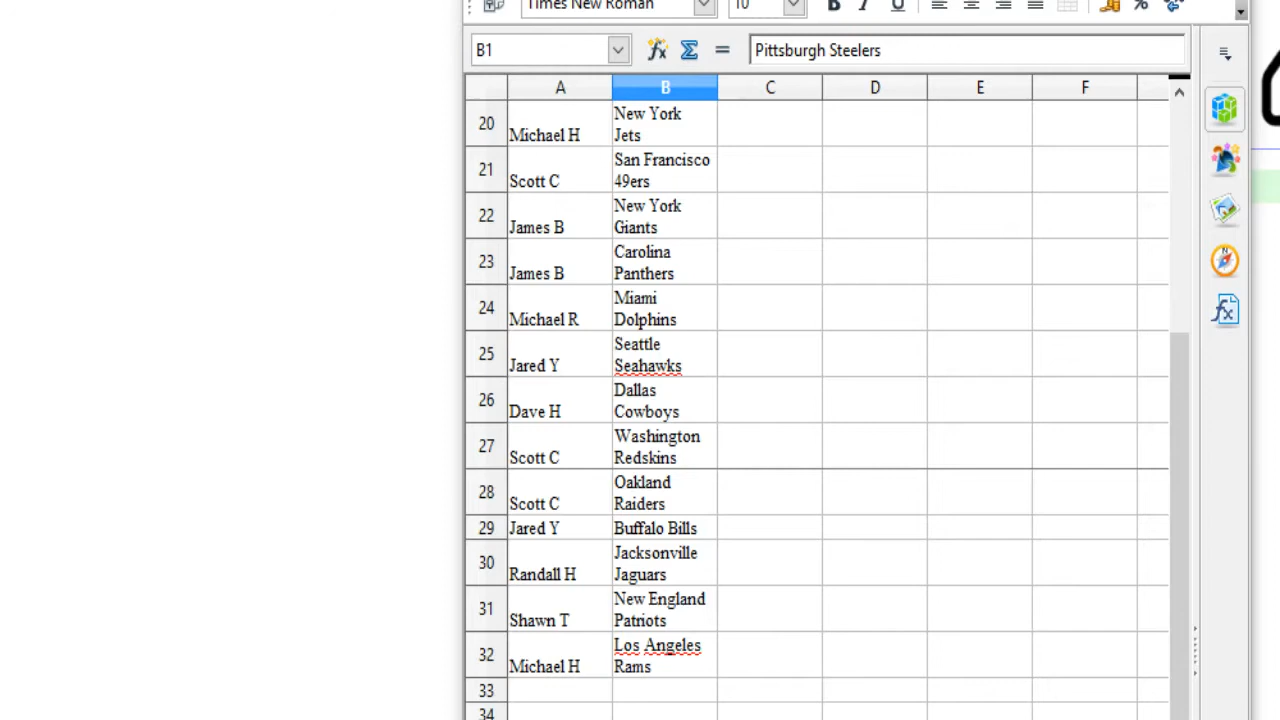 Times New Roman 10 B I U %
B1 fx Σ = Pittsburgh Steelers
A B C D E F
20 Michael H New York
Jets
21 Scott C San Francisco
49ers
22 James B New York
Giants
23 James B Carolina
Panthers
24 Michael R Miami
Dolphins
25 Jared Y Seattle
Seahawks
26 Dave H Dallas
Cowboys
27 Scott C Washington
Redskins
28 Scott C Oakland
Raiders
29 Jared Y Buffalo Bills
30 Randall H Jacksonville
Jaguars
31 Shawn T New England
Patriots
32 Michael H Los Angeles
Rams
33
34